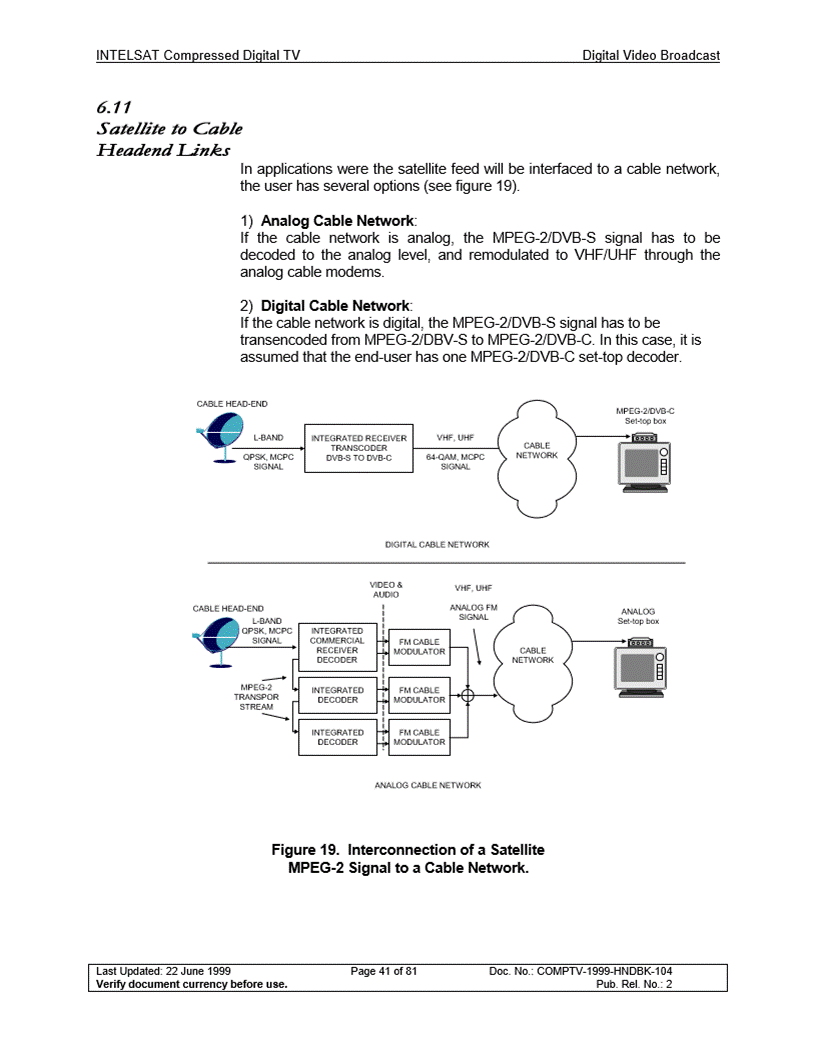 INTELSAT Compressed Digital TV Digital Video Broadcast
6.11
Satellite to Cable
Headend Links
In applications were the satellite feed will be interfaced to a cable network,
the user has several options (see figure 19).
1) Analog Cable Network:
If the cable network is analog, the MPEG-2/DVB-S signal has to be
decoded to the analog level, and remodulated to VHF/UHF through the
analog cable modems.
2) Digital Cable Network:
If the cable network is digital, the MPEG-2/DVB-S signal has to be
transencoded from MPEG-2/DBV-S to MPEG-2/DVB-C. In this case, it is
assumed that the end-user has one MPEG-2/DVB-C set-top decoder.
CABLE HEAD-END
L-BAND
QPSK, MCPC
SIGNAL
INTEGRATED RECEIVER
TRANSCODER
DVB-S TO DVB-C
VHF, UHF
64-QAM, MCPC
SIGNAL
CABLE
NETWORK
MPEG-2/DVB-C
Set-top box
DIGITAL CABLE NETWORK
CABLE HEAD-END
L-BAND
QPSK, MCPC
SIGNAL
MPEG-2
TRANSPOR
STREAM
INTEGRATED
COMMERCIAL
RECEIVER
DECODER
INTEGRATED
DECODER
INTEGRATED
DECODER
VIDEO &
AUDIO
FM CABLE
MODULATOR
FM CABLE
MODULATOR
FM CABLE
MODULATOR
VHF, UHF
ANALOG FM
SIGNAL
CABLE
NETWORK
ANALOG
Set-top box
ANALOG CABLE NETWORK
Figure 19. Interconnection of a Satellite
MPEG-2 Signal to a Cable Network.
Last Updated: 22 June 1999 Page 41 of 81 Doc. No.: COMPTV-1999-HNDBK-104
Verify document currency before use. Pub. Rel. No.: 2